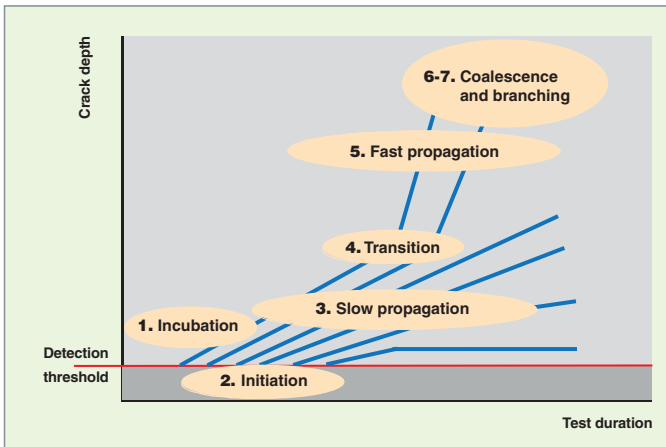 Crack depth
6-7. Coalescence
and branching
5. Fast propagation
4. Transition
3. Slow propagation
1. Incubation
Detection
threshold
2. Initiation
Test duration